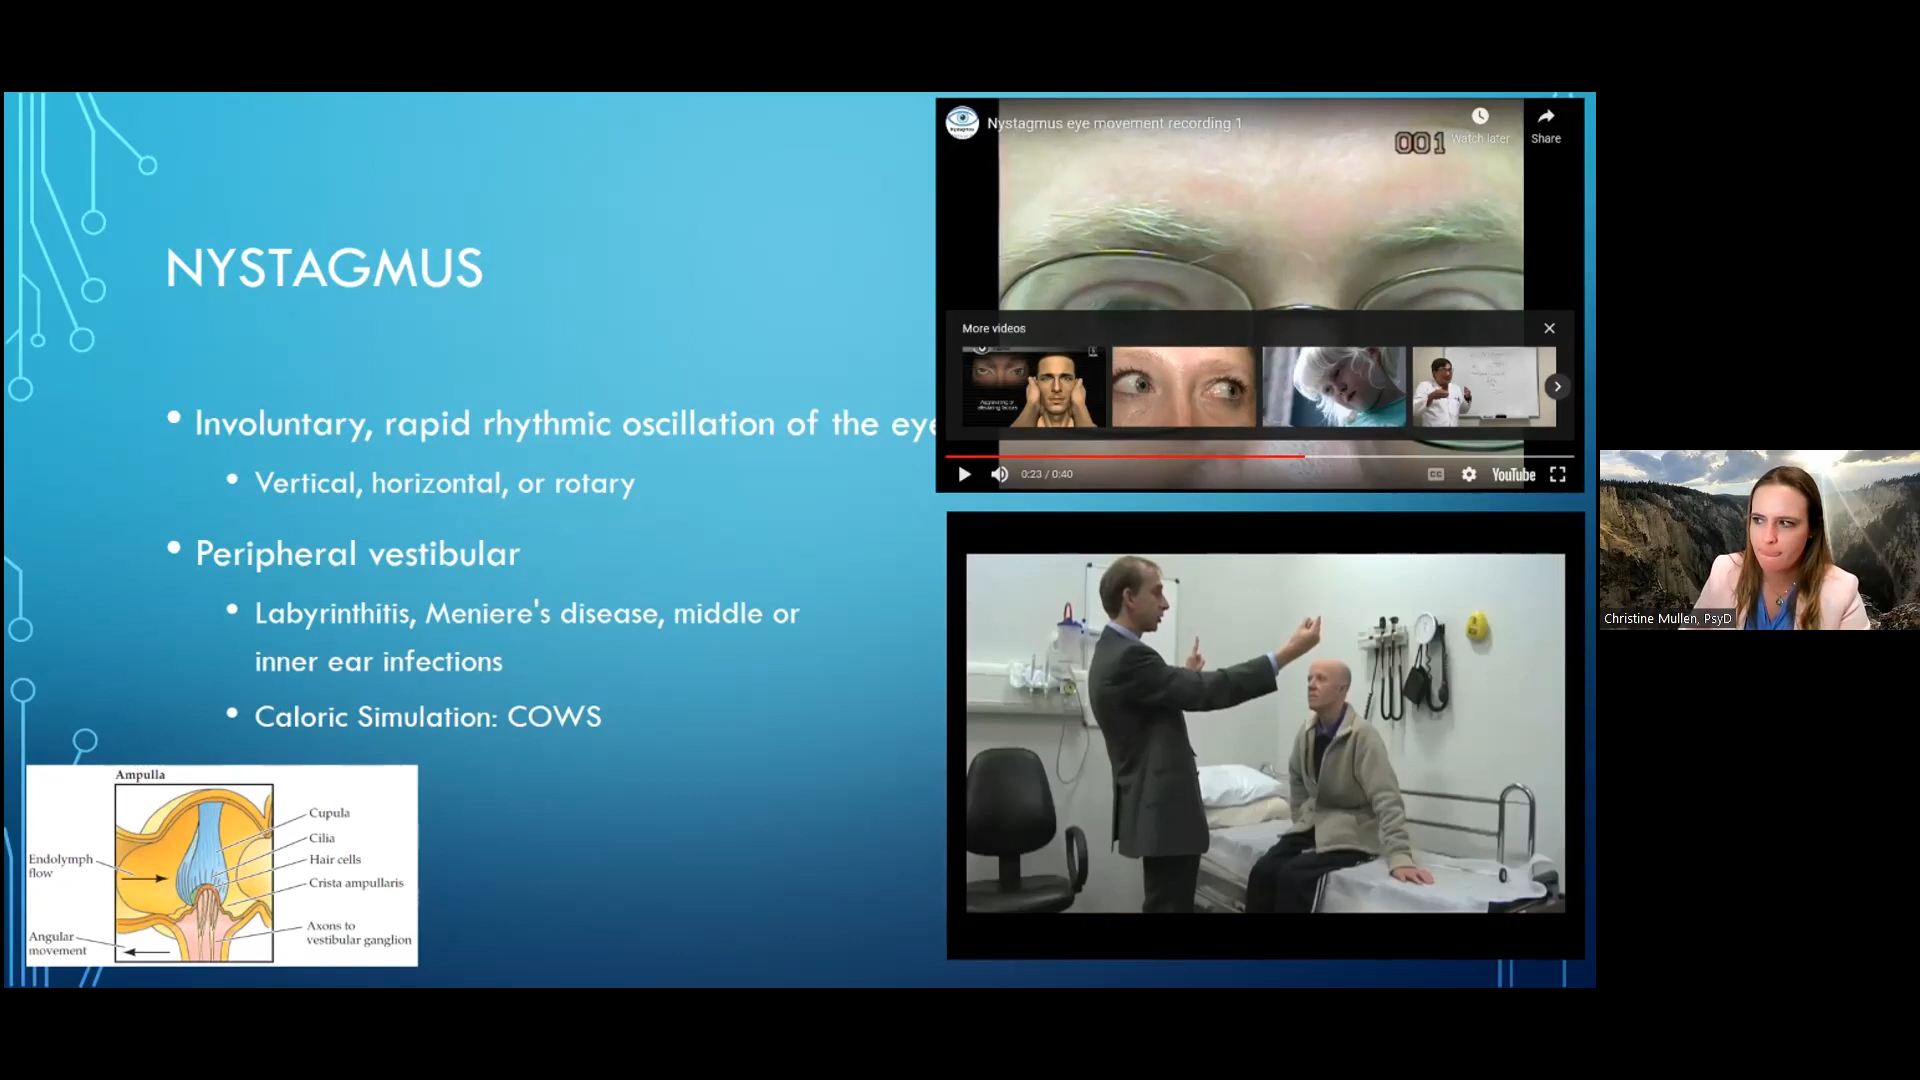 NYSTAGMUS
Involuntary, rapid rhythmic oscillation of the eye
Vertical, horizontal, or rotary
Peripheral vestibular
Labyrinthitis, Meniere's disease, middle or
inner ear infections
Caloric Simulation: COWS
Ampulla
Cupula
Cilia
Hair cells
Crista ampullaris
Axons to
vestibular ganglion
Endolymph
flow
Angular
movement
Nystagmus eye movement recording 1
001
Watch later
Share
More videos
0:23 / 0:40
CC
YouTube
Christine Mullen, PsyD